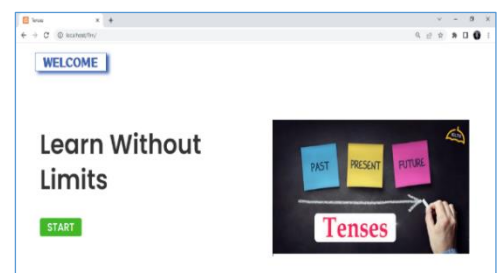 Tenses
localhost/fm/
WELCOME
Learn Without
Limits
START
PAST
PRESENT
FUTURE
Tenses